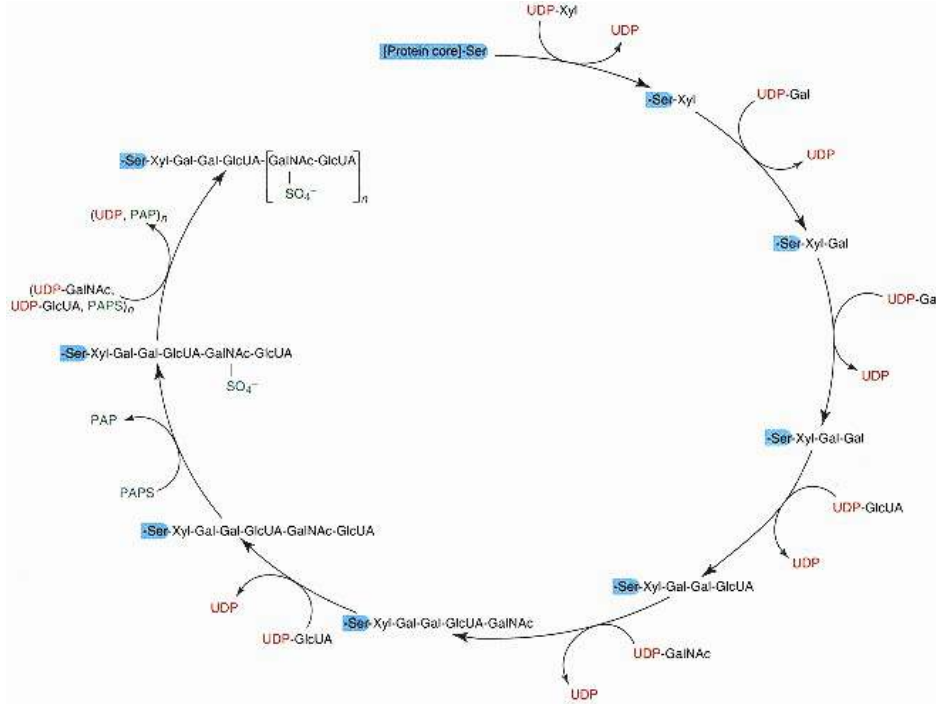 UDP-Xyl
UDP
[Protein core]-Ser
-Ser-Xyl
UDP-Gal
UDP
-Ser-Xyl-Gal
UDP-Ga
UDP
-Ser-Xyl-Gal-Gal
UDP-GlcUA
UDP
-Ser-Xyl-Gal-Gal-GlcUA
UDP-GalNAc
UDP
-Ser-Xyl-Gal-Gal-GlcUA-GalNAc
UDP-GlcUA
UDP
-Ser-Xyl-Gal-Gal-GlcUA-GalNAc-GlcUA
PAPS
PAP
-Ser-Xyl-Gal-Gal-GlcUA-GalNAc-GlcUA
SO₄⁻
(UDP-GalNAc,
UDP-GlcUA, PAPS)n
(UDP, PAP)n
-Ser-Xyl-Gal-Gal-GlcUA-[GalNAc-GlcUA]n
SO₄⁻